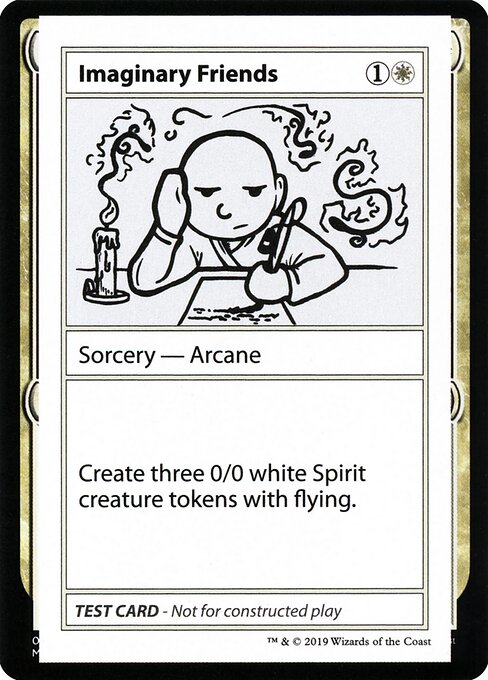 Imaginary Friends 1
Sorcery — Arcane
Create three 0/0 white Spirit
creature tokens with flying.
TEST CARD - Not for constructed play
™ & © 2019 Wizards of the Coast